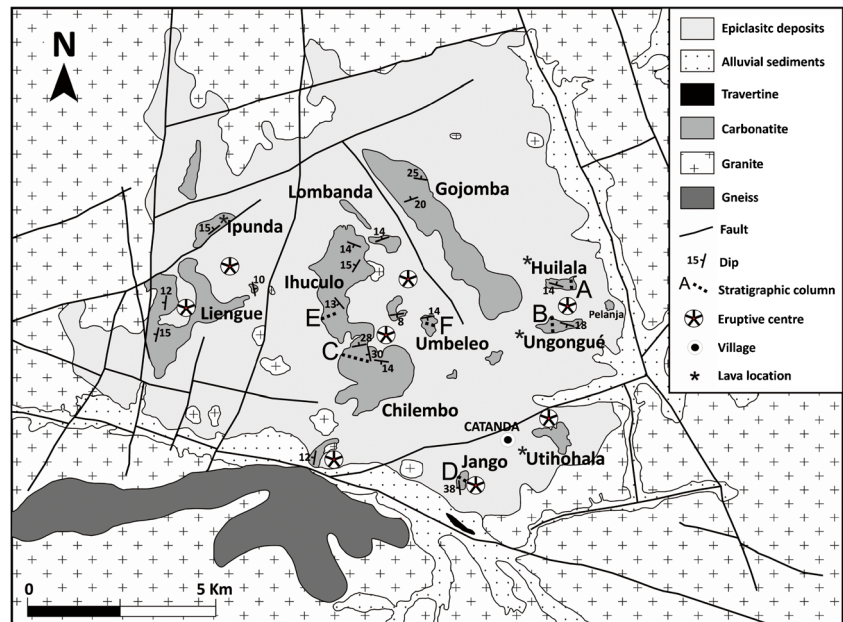 N
Epiclasitc deposits
Alluvial sediments
Travertine
Carbonatite
Granite
Gneiss
Fault
15 Dip
A Stratigraphic column
Eruptive centre
Village
* Lava location
25
Gojomba
20
Lombanda
* Ipunda
15
14
14
15
Ihuculo
* Huilala
14 A
10
12
Liengue
15
13
E
8
14
F
Umbeleo
B
Pelanja
18
* Ungongué
28
C
30
14
Chilembo
CATANDA
* Utihohala
12
Jango
D
38
0 5 Km